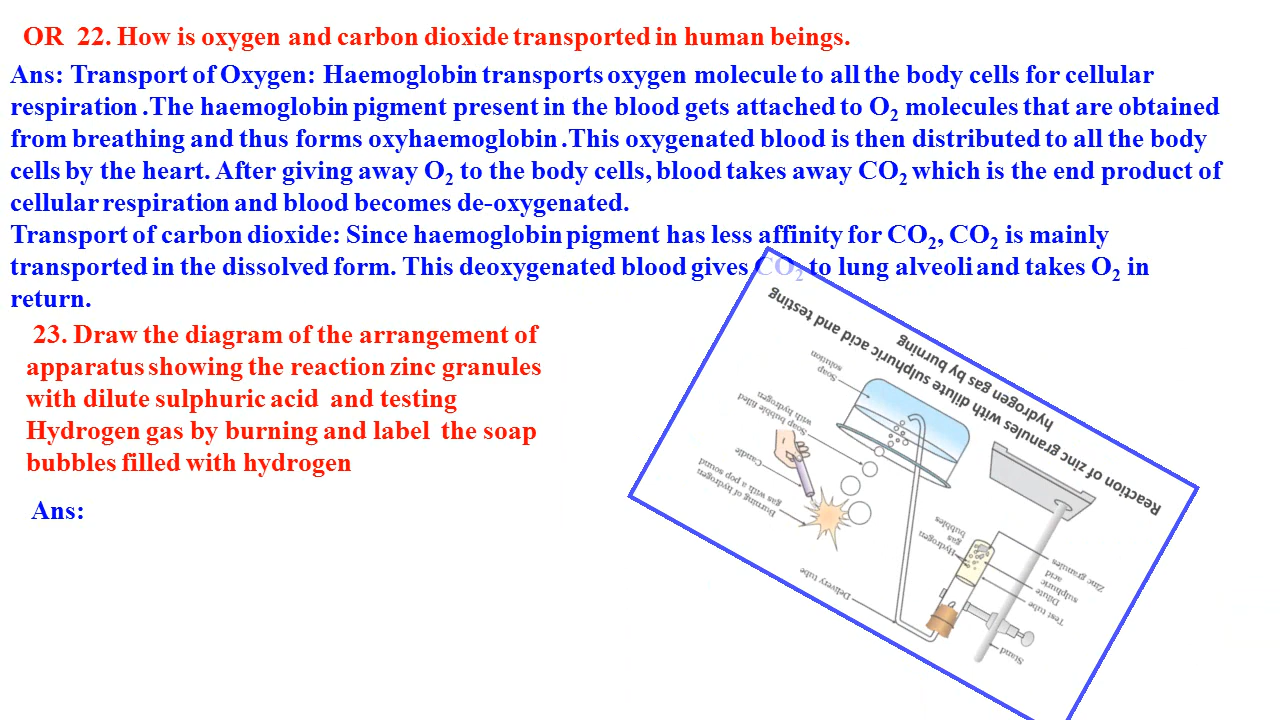 OR 22. How is oxygen and carbon dioxide transported in human beings.
Ans: Transport of Oxygen: Haemoglobin transports oxygen molecule to all the body cells for cellular
respiration .The haemoglobin pigment present in the blood gets attached to O₂ molecules that are obtained
from breathing and thus forms oxyhaemoglobin .This oxygenated blood is then distributed to all the body
cells by the heart. After giving away O₂ to the body cells, blood takes away CO₂ which is the end product of
cellular respiration and blood becomes de-oxygenated.
Transport of carbon dioxide: Since haemoglobin pigment has less affinity for CO₂, CO₂ is mainly
transported in the dissolved form. This deoxygenated blood gives CO₂ to lung alveoli and takes O₂ in
return.
23. Draw the diagram of the arrangement of
apparatus showing the reaction zinc granules
with dilute sulphuric acid and testing
Hydrogen gas by burning and label the soap
bubbles filled with hydrogen
Ans:
Stand
Test tube
Dilute
sulphuric
acid
Zinc granules
Delivery tube
Hydrogen
gas
bubbles
Burning of hydrogen
gas with a pop sound
Candle
Soap bubble filled
with hydrogen
Soap
solution
Reaction of zinc granules with dilute sulphuric acid and testing
hydrogen gas by burning